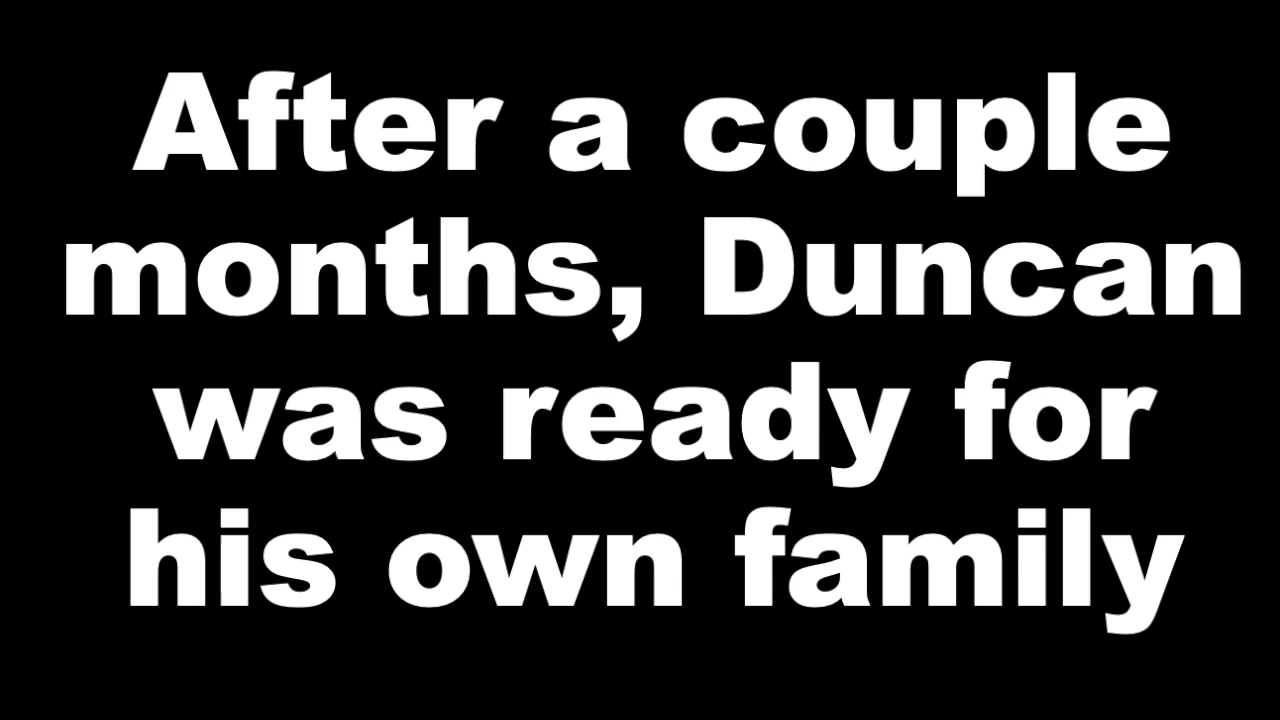 After a couple
months, Duncan
was ready for
his own family